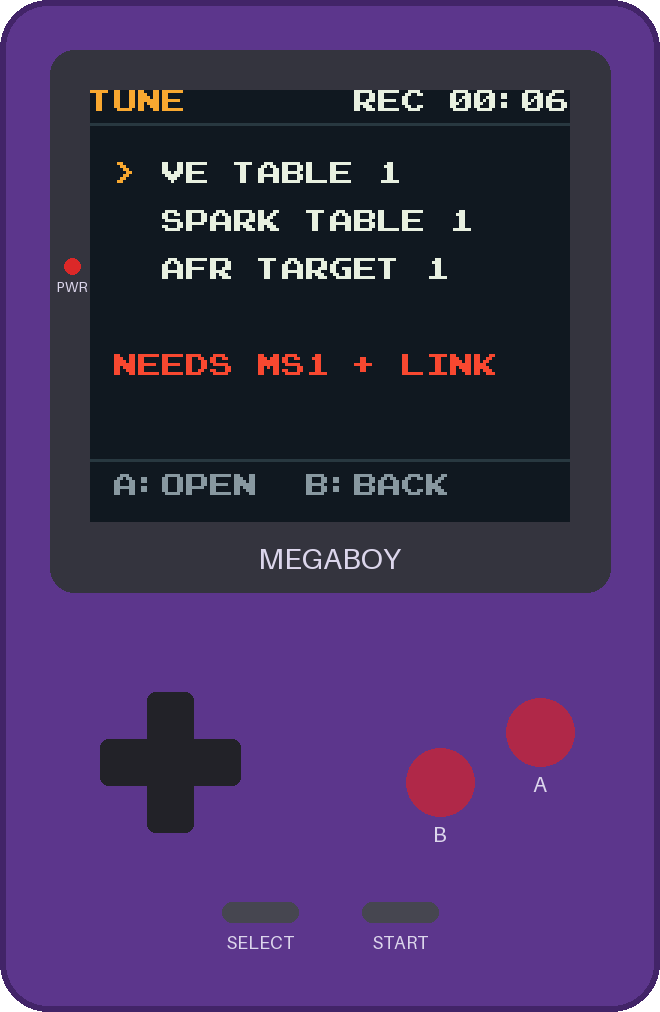 TUNE REC 00:06
> VE TABLE 1
SPARK TABLE 1
AFR TARGET 1
PWR
NEEDS MS1 + LINK
A:OPEN B:BACK
MEGABOY
A
B
SELECT START